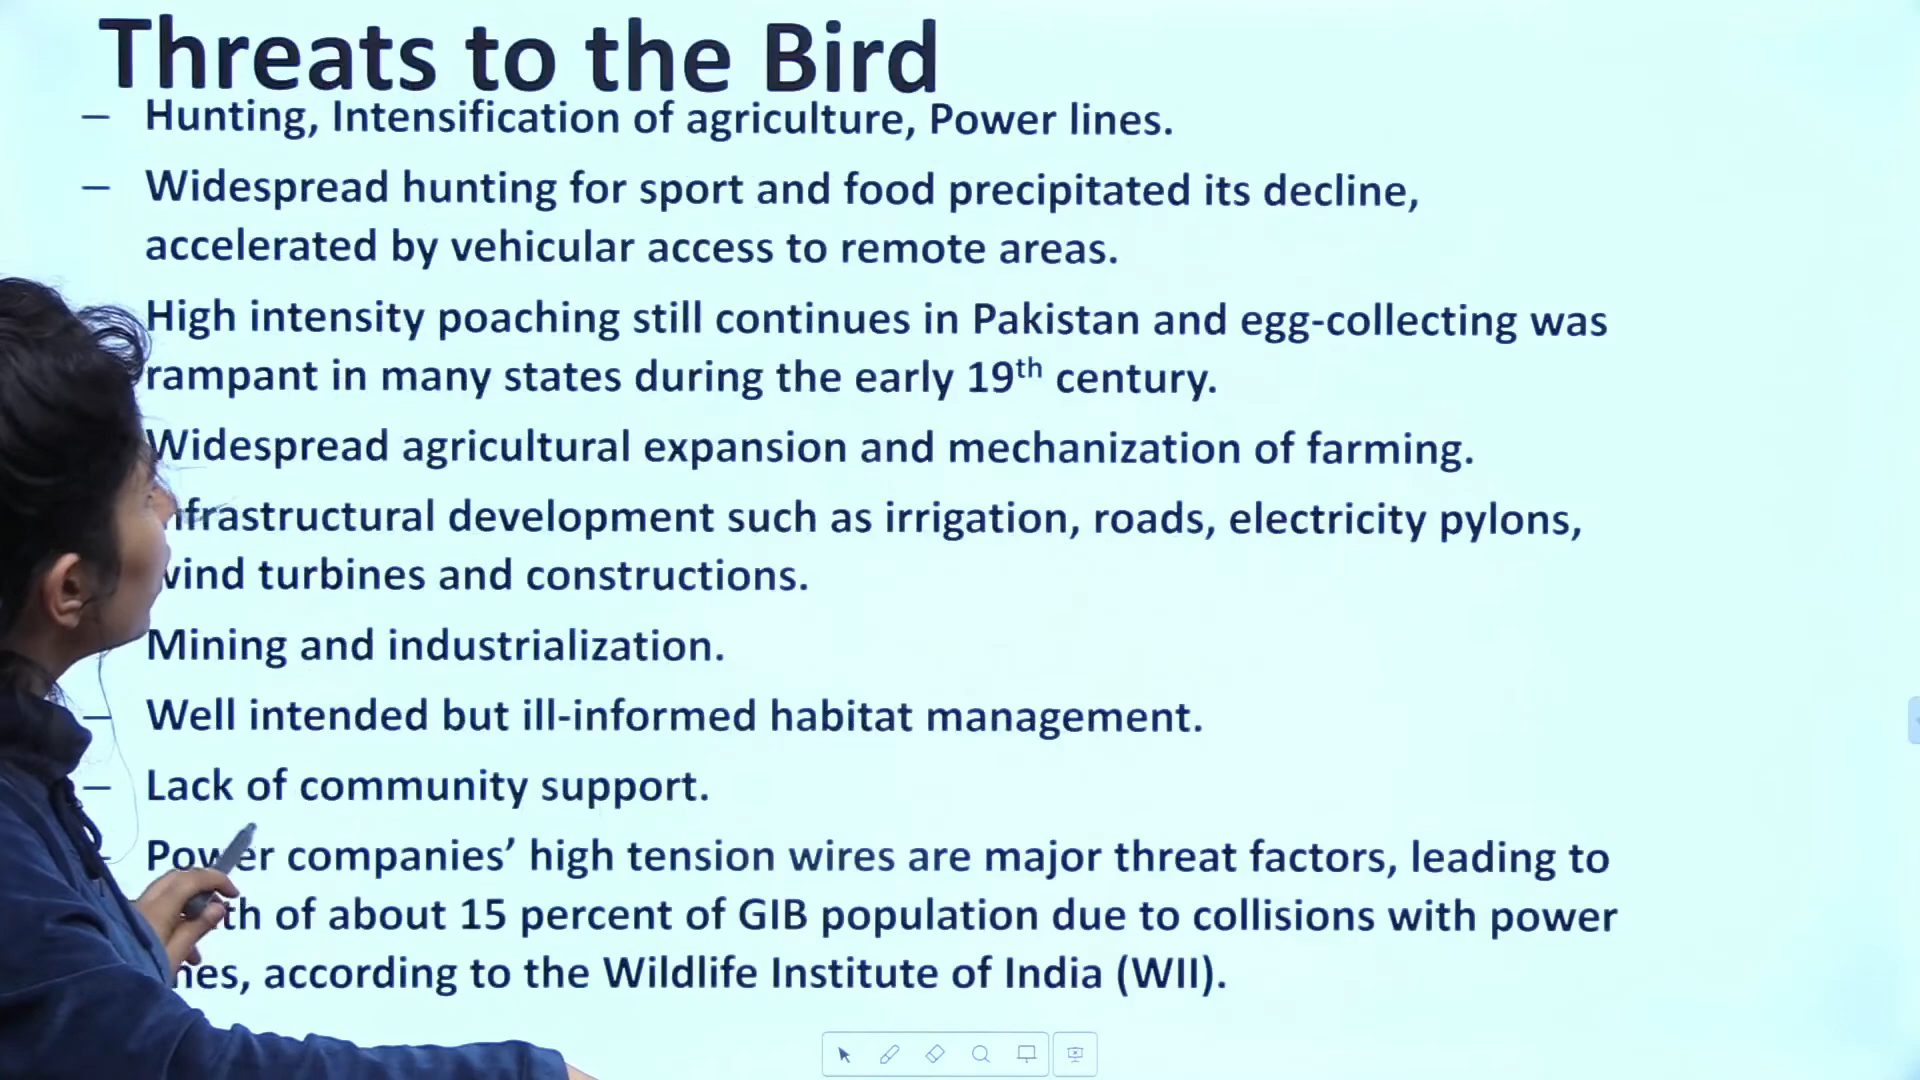 Threats to the Bird
– Hunting, Intensification of agriculture, Power lines.
– Widespread hunting for sport and food precipitated its decline,
accelerated by vehicular access to remote areas.
High intensity poaching still continues in Pakistan and egg-collecting was
rampant in many states during the early 19th century.
Widespread agricultural expansion and mechanization of farming.
nfrastructural development such as irrigation, roads, electricity pylons,
wind turbines and constructions.
Mining and industrialization.
– Well intended but ill-informed habitat management.
– Lack of community support.
– Power companies’ high tension wires are major threat factors, leading to
th of about 15 percent of GIB population due to collisions with power
nes, according to the Wildlife Institute of India (WII).